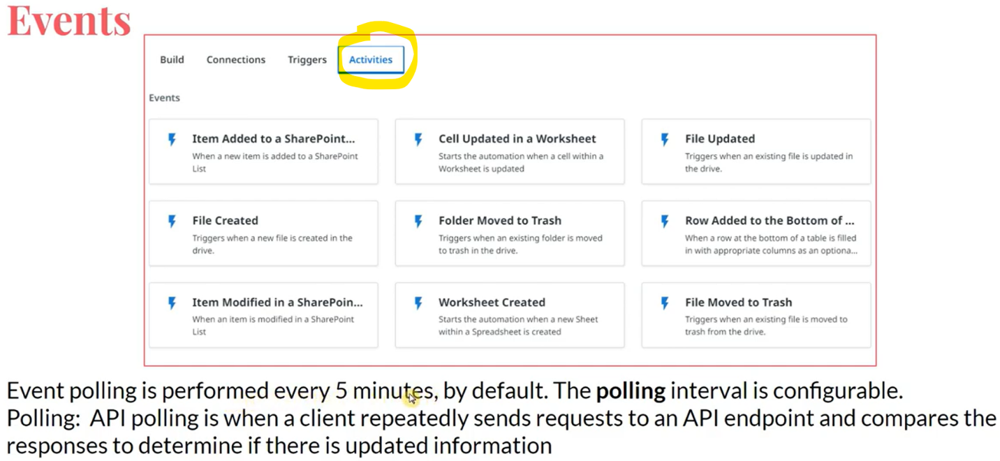 Events
Build Connections Triggers Activities
Events
Item Added to a SharePoint...
When a new item is added to a SharePoint
List
Cell Updated in a Worksheet
Starts the automation when a cell within a
Worksheet is updated
File Updated
Triggers when an existing file is updated in
the drive.
File Created
Triggers when a new file is created in the
drive.
Folder Moved to Trash
Triggers when an existing folder is moved
to trash in the drive.
Row Added to the Bottom of ...
When a row at the bottom of a table is filled
in with appropriate columns as an optiona...
Item Modified in a SharePoin...
When an item is modified in a SharePoint
List
Worksheet Created
Starts the automation when a new Sheet
within a Spreadsheet is created
File Moved to Trash
Triggers when an existing file is moved to
trash from the drive.
Event polling is performed every 5 minutes, by default. The polling interval is configurable.
Polling: API polling is when a client repeatedly sends requests to an API endpoint and compares the
responses to determine if there is updated information